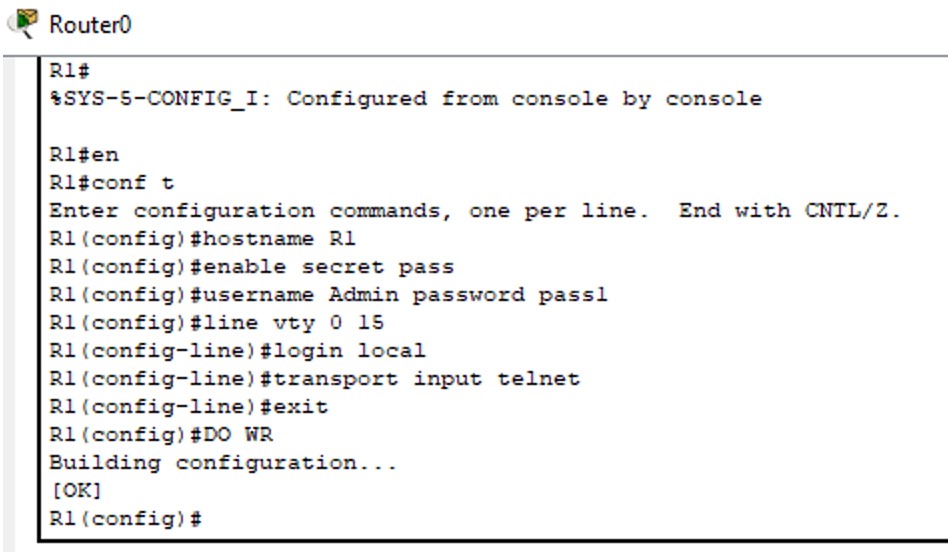 Router0
R1#
%SYS-5-CONFIG_I: Configured from console by console
R1#en
R1#conf t
Enter configuration commands, one per line.  End with CNTL/Z.
R1(config)#hostname R1
R1(config)#enable secret pass
R1(config)#username Admin password pass1
R1(config)#line vty 0 15
R1(config-line)#login local
R1(config-line)#transport input telnet
R1(config-line)#exit
R1(config)#DO WR
Building configuration...
[OK]
R1(config)#